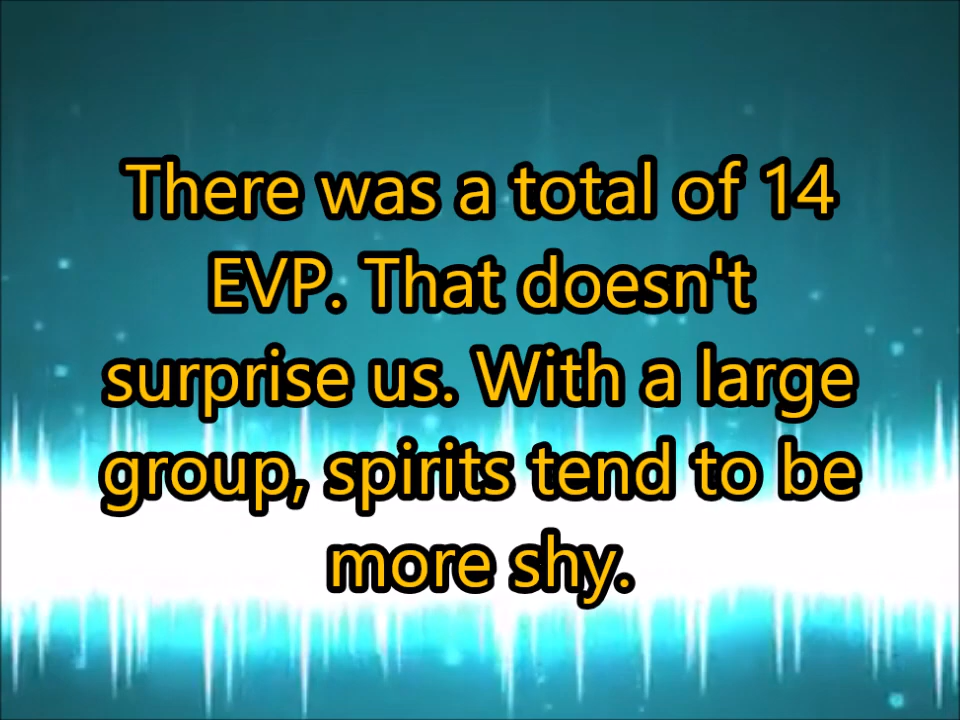 There was a total of 14
EVP. That doesn't
surprise us. With a large
group, spirits tend to be
more shy.